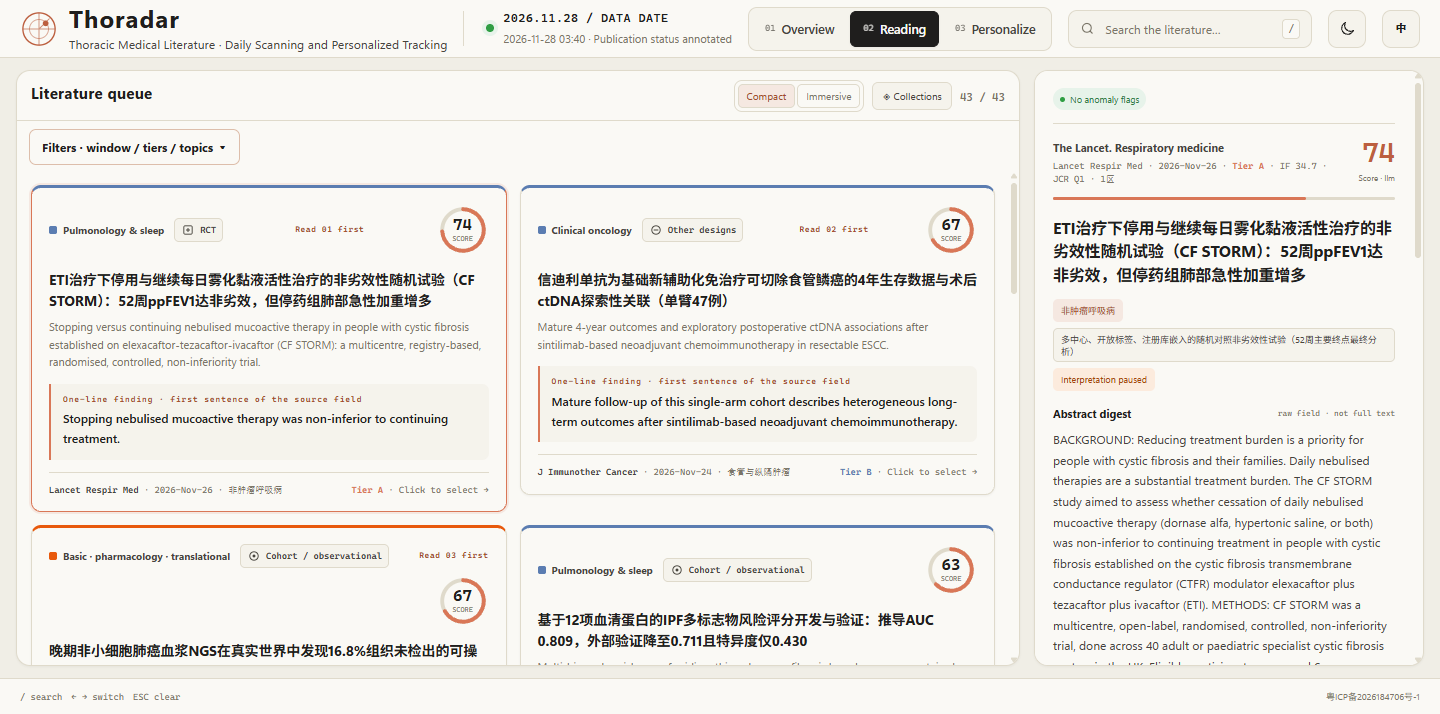 Thoradar
Thoracic Medical Literature · Daily Scanning and Personalized Tracking
2026.11.28 / DATA DATE
2026-11-28 03:40 · Publication status annotated
01 Overview
02 Reading
03 Personalize
Search the literature... /
中
Literature queue
Compact
Immersive
◈ Collections
43 / 43
Filters · window / tiers / topics ▾
Pulmonology & sleep
RCT
Read 01 first
74
SCORE
ETI治疗下停用与继续每日雾化黏液活性治疗的非劣效性随机试验（CF
STORM）：52周ppFEV1达非劣效，但停药组肺部急性加重增多
Stopping versus continuing nebulised mucoactive therapy in people with cystic fibrosis
established on elexacaftor-tezacaftor-ivacaftor (CF STORM): a multicentre, registry-based,
randomised, controlled, non-inferiority trial.
One-line finding · first sentence of the source field
Stopping nebulised mucoactive therapy was non-inferior to continuing
treatment.
Lancet Respir Med · 2026-Nov-26 · 非肿瘤呼吸病
Tier A · Click to select →
Clinical oncology
Other designs
Read 02 first
67
SCORE
信迪利单抗为基础新辅助化免治疗可切除食管鳞癌的4年生存数据与术后
ctDNA探索性关联（单臂47例）
Mature 4-year outcomes and exploratory postoperative ctDNA associations after
sintilimab-based neoadjuvant chemoimmunotherapy in resectable ESCC.
One-line finding · first sentence of the source field
Mature follow-up of this single-arm cohort describes heterogeneous long-
term outcomes after sintilimab-based neoadjuvant chemoimmunotherapy.
J Immunother Cancer · 2026-Nov-24 · 食管与纵隔肿瘤
Tier B · Click to select →
Basic · pharmacology · translational
Cohort / observational
Read 03 first
67
SCORE
晚期非小细胞肺癌血浆NGS在真实世界中发现16.8%组织未检出的可操
Pulmonology & sleep
Cohort / observational
63
SCORE
基于12项血清蛋白的IPF多标志物风险评分开发与验证：推导AUC
0.809，外部验证降至0.711且特异度仅0.430
No anomaly flags
The Lancet. Respiratory medicine
Lancet Respir Med · 2026-Nov-26 · Tier A · IF 34.7 ·
JCR Q1 · 1区
74
Score · llm
ETI治疗下停用与继续每日雾化黏液活性治疗的非
劣效性随机试验（CF STORM）：52周ppFEV1达
非劣效，但停药组肺部急性加重增多
非肿瘤呼吸病
多中心、开放标签、注册库嵌入的随机对照非劣效性试验（52周主要终点最终分
析）
Interpretation paused
Abstract digest
raw field · not full text
BACKGROUND: Reducing treatment burden is a priority for
people with cystic fibrosis and their families. Daily nebulised
therapies are a substantial treatment burden. The CF STORM
study aimed to assess whether cessation of daily nebulised
mucoactive therapy (dornase alfa, hypertonic saline, or both)
was non-inferior to continuing treatment in people with cystic
fibrosis established on the cystic fibrosis transmembrane
conductance regulator (CTFR) modulator elexacaftor plus
tezacaftor plus ivacaftor (ETI). METHODS: CF STORM was a
multicentre, open-label, randomised, controlled, non-inferiority
trial, done across 40 adult or paediatric specialist cystic fibrosis
/ search ← → switch ESC clear
粤ICP备2026184706号-1